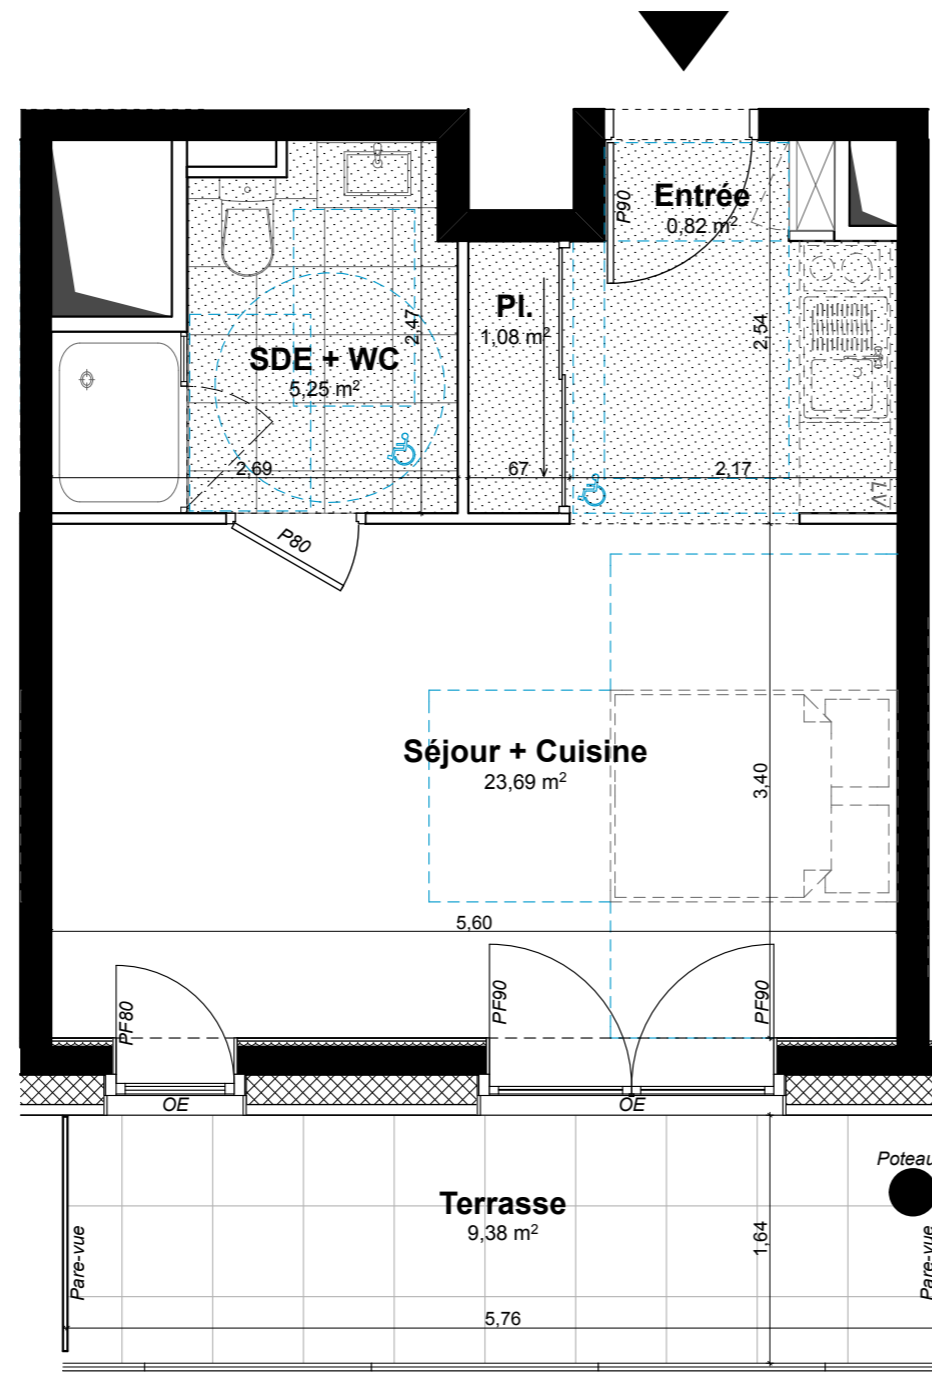 Entrée
0,82 m²
P90
Pl.
1,08 m²
2,47
2,54
SDE + WC
5,25 m²
2,69
67
2,17
LV
P80
Séjour + Cuisine
23,69 m²
3,40
5,60
PF80
PF90
PF90
OE
OE
Poteau
Terrasse
9,38 m²
1,64
Pare-vue
Pare-vue
5,76